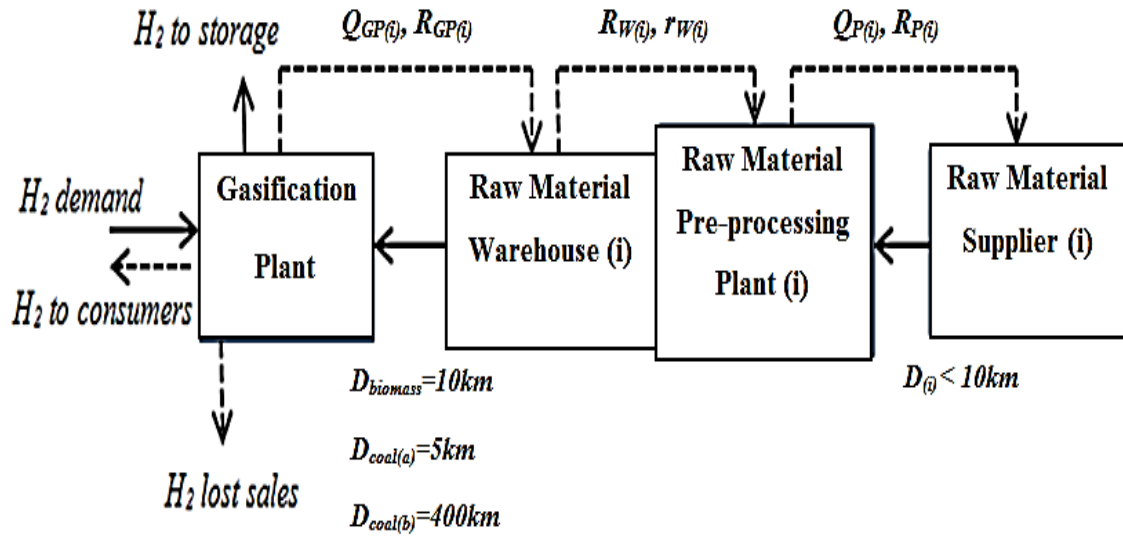 H₂ to storage
Q_GP(i), R_GP(i)
R_W(i), r_W(i)
Q_P(i), R_P(i)
H₂ demand
H₂ to consumers
Gasification
Plant
Raw Material
Warehouse (i)
Raw Material
Pre-processing
Plant (i)
Raw Material
Supplier (i)
D_biomass=10km
D_coal(a)=5km
D_coal(b)=400km
D_(i)< 10km
H₂ lost sales